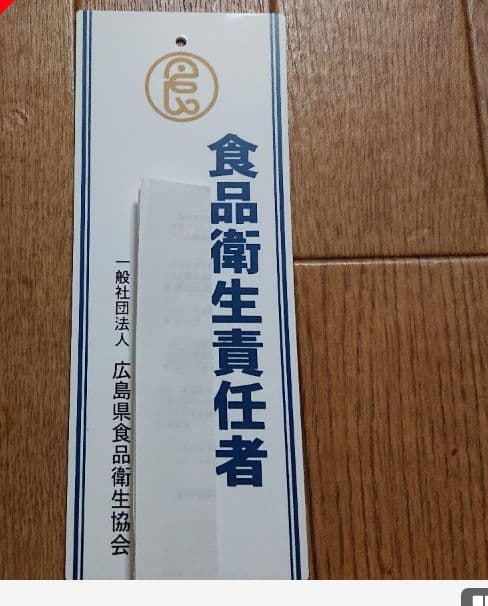 食品衛生責任者
一般社団法人 広島県食品衛生協会